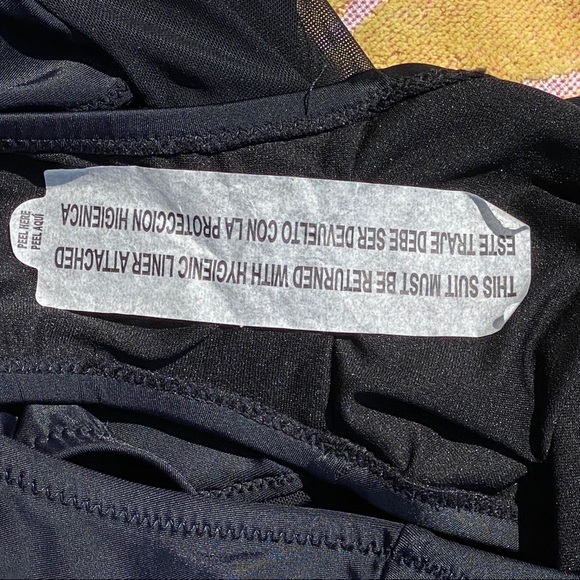 THIS SUIT MUST BE RETURNED WITH HYGIENIC LINER ATTACHED
ESTE TRAJE DEBE SER DEVUELTO CON LA PROTECCION HIGIENICA
PEEL HERE
PEEL AQUÍ